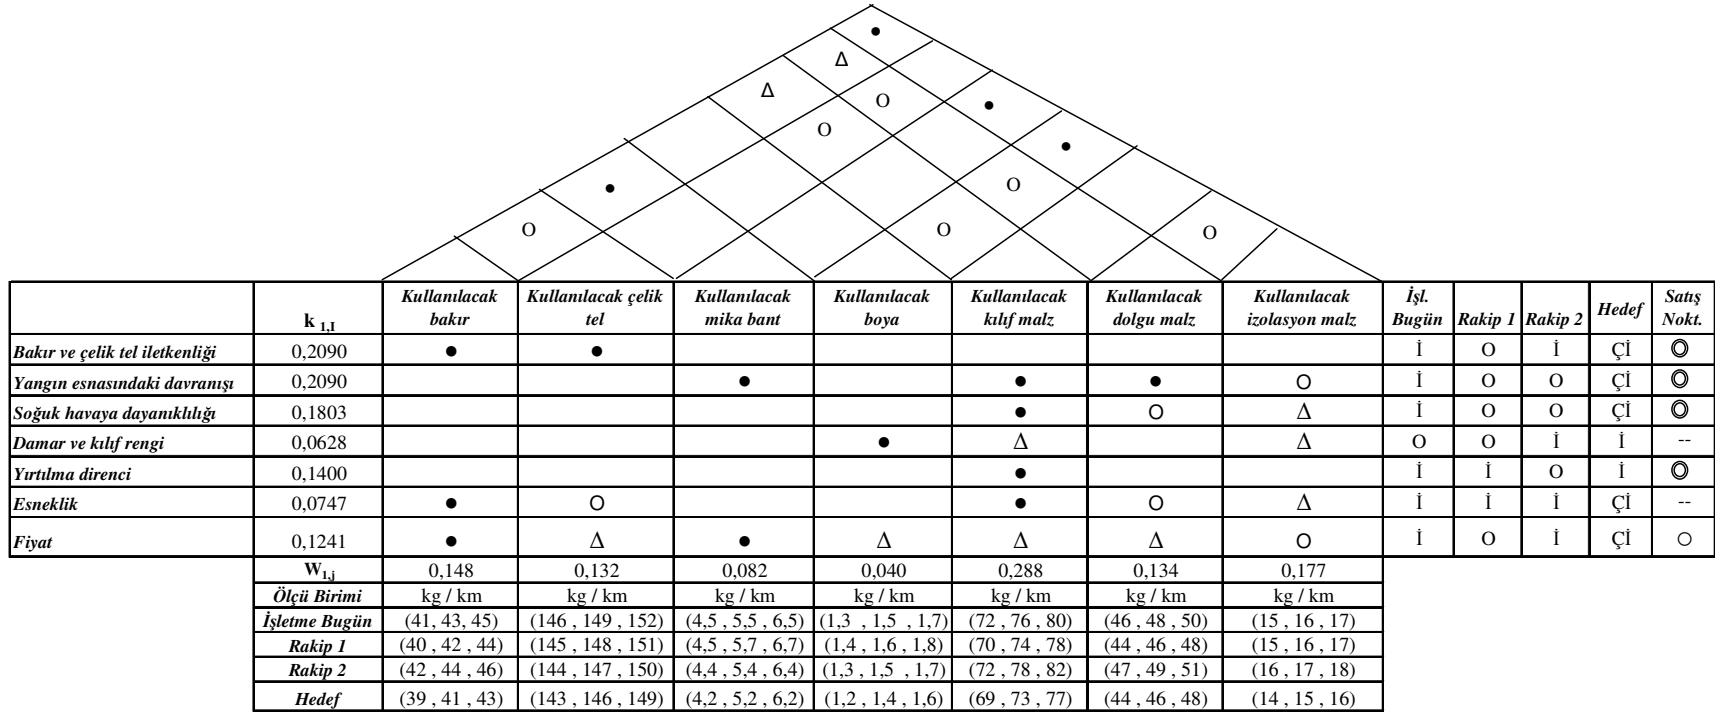 ●
Δ
Δ O ●
O ●
● O
O O O
k 1,I Kullanılacak bakır Kullanılacak çelik tel Kullanılacak mika bant Kullanılacak boya Kullanılacak kılıf malz Kullanılacak dolgu malz Kullanılacak izolasyon malz İşl. Bugün Rakip 1 Rakip 2 Hedef Satış Nokt.
Bakır ve çelik tel iletkenliği 0,2090 ● ● İ O İ Çİ ◎
Yangın esnasındaki davranışı 0,2090 ● ● ● O İ O O Çİ ◎
Soğuk havaya dayanıklılığı 0,1803 ● O Δ İ O O Çİ ◎
Damar ve kılıf rengi 0,0628 ● Δ Δ O O İ İ --
Yırtılma direnci 0,1400 ● İ İ O İ ◎
Esneklik 0,0747 ● O ● O Δ İ İ İ Çİ --
Fiyat 0,1241 ● Δ ● Δ Δ Δ O İ O İ Çİ ○
W1,j 0,148 0,132 0,082 0,040 0,288 0,134 0,177
Ölçü Birimi kg / km kg / km kg / km kg / km kg / km kg / km kg / km
İşletme Bugün (41, 43, 45) (146 , 149 , 152) (4,5 , 5,5 , 6,5) (1,3 , 1,5 , 1,7) (72 , 76 , 80) (46 , 48 , 50) (15 , 16 , 17)
Rakip 1 (40 , 42 , 44) (145 , 148 , 151) (4,5 , 5,7 , 6,7) (1,4 , 1,6 , 1,8) (70 , 74 , 78) (44 , 46 , 48) (15 , 16 , 17)
Rakip 2 (42 , 44 , 46) (144 , 147 , 150) (4,4 , 5,4 , 6,4) (1,3 , 1,5 , 1,7) (72 , 78 , 82) (47 , 49 , 51) (16 , 17 , 18)
Hedef (39 , 41 , 43) (143 , 146 , 149) (4,2 , 5,2 , 6,2) (1,2 , 1,4 , 1,6) (69 , 73 , 77) (44 , 46 , 48) (14 , 15 , 16)